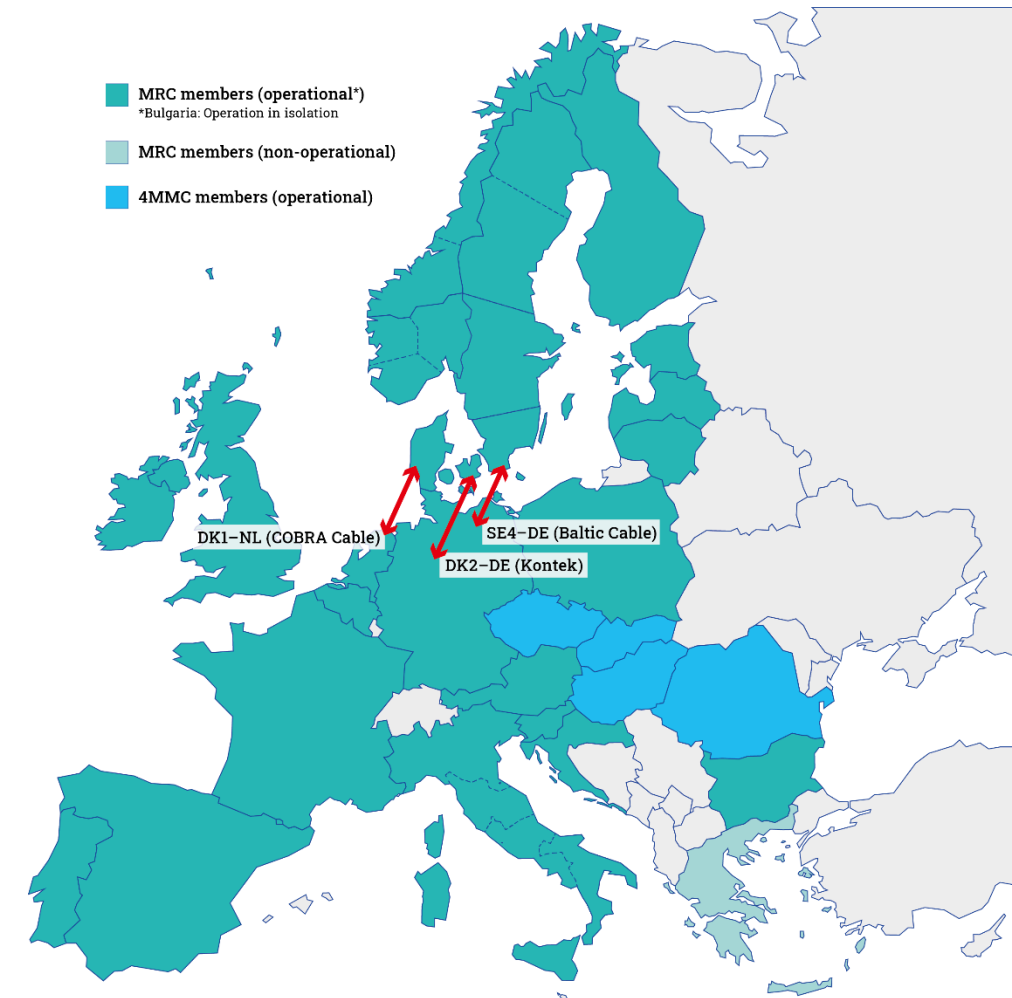 MRC members (operational*)
*Bulgaria: Operation in isolation
MRC members (non-operational)
4MMC members (operational)
DK1–NL (COBRA Cable)
SE4–DE (Baltic Cable)
DK2–DE (Kontek)